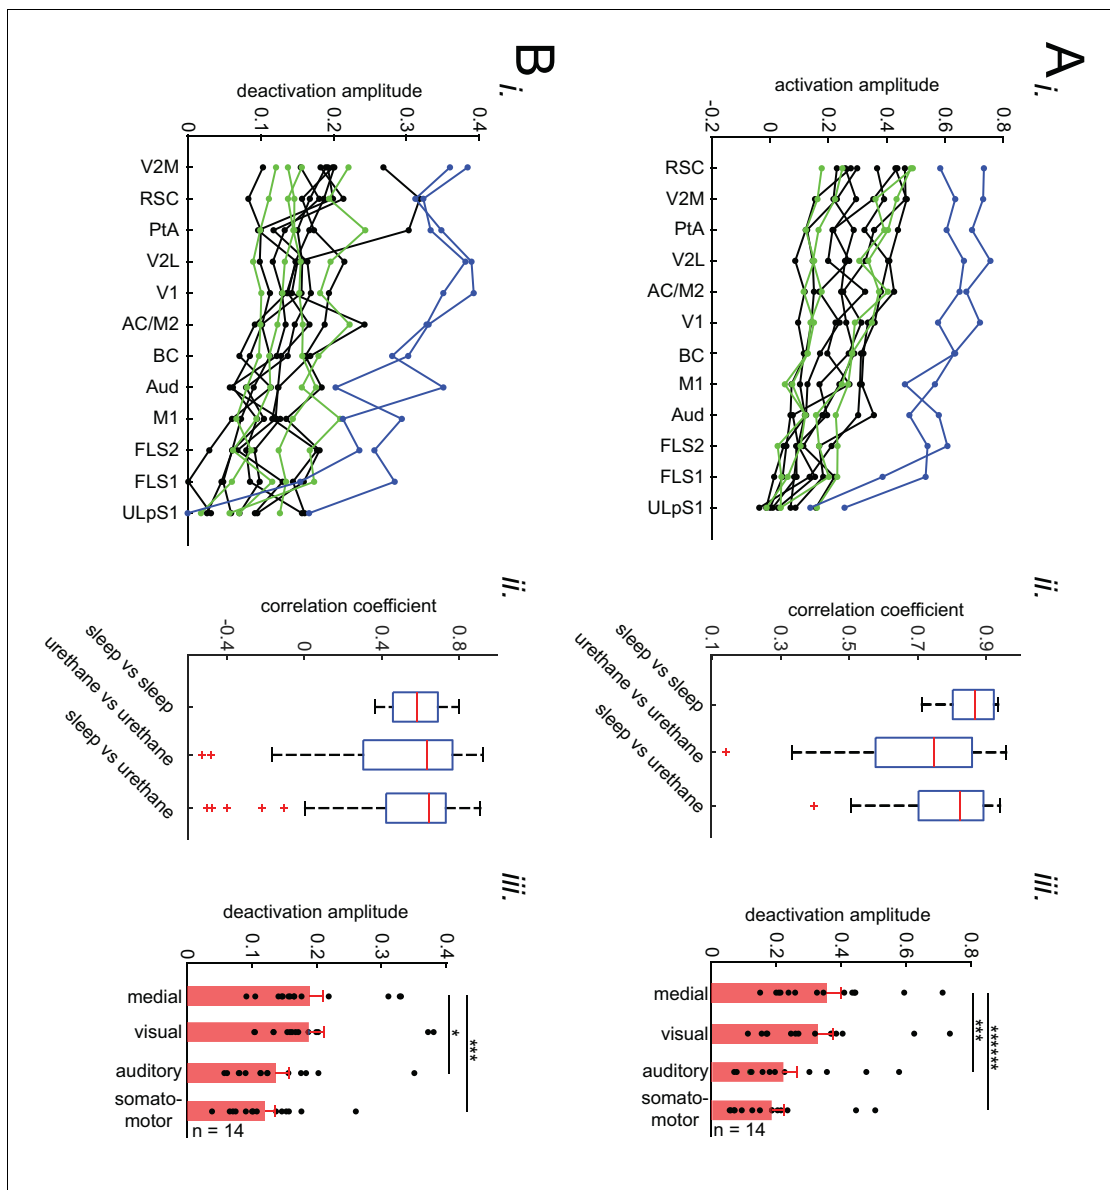 A
i.
activation amplitude
-0.2
0
0.2
0.4
0.6
0.8
RSC
V2M
PtA
V2L
AC/M2
V1
BC
M1
Aud
FLS2
FLS1
ULpS1
ii.
correlation coefficient
0.1
0.3
0.5
0.7
0.9
sleep vs sleep
urethane vs urethane
sleep vs urethane
iii.
deactivation amplitude
0
0.2
0.4
0.6
0.8
medial
visual
auditory
somato-
motor
***
******
n = 14
B
i.
deactivation amplitude
0
0.1
0.2
0.3
0.4
V2M
RSC
PtA
V2L
V1
AC/M2
BC
Aud
M1
FLS2
FLS1
ULpS1
ii.
correlation coefficient
-0.4
0
0.4
0.8
sleep vs sleep
urethane vs urethane
sleep vs urethane
iii.
deactivation amplitude
0
0.1
0.2
0.3
0.4
medial
visual
auditory
somato-
motor
*
***
n = 14